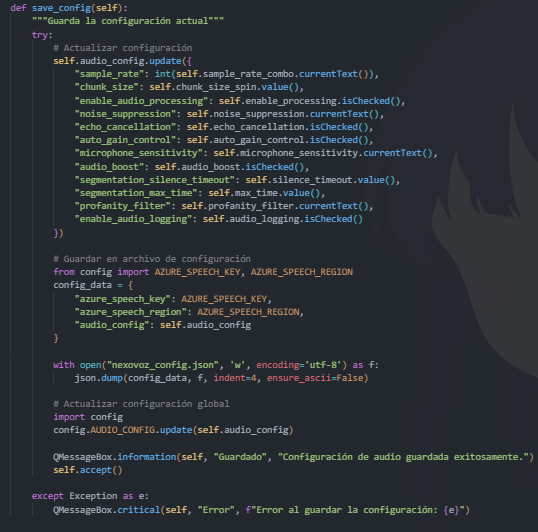 def save_config(self):
    """Guarda la configuración actual"""
    try:
        # Actualizar configuración
        self.audio_config.update({
            "sample_rate": int(self.sample_rate_combo.currentText()),
            "chunk_size": self.chunk_size_spin.value(),
            "enable_audio_processing": self.enable_processing.isChecked(),
            "noise_suppression": self.noise_suppression.currentText(),
            "echo_cancellation": self.echo_cancellation.isChecked(),
            "auto_gain_control": self.auto_gain_control.isChecked(),
            "microphone_sensitivity": self.microphone_sensitivity.currentText(),
            "audio_boost": self.audio_boost.isChecked(),
            "segmentation_silence_timeout": self.silence_timeout.value(),
            "segmentation_max_time": self.max_time.value(),
            "profanity_filter": self.profanity_filter.currentText(),
            "enable_audio_logging": self.audio_logging.isChecked()
        })

        # Guardar en archivo de configuración
        from config import AZURE_SPEECH_KEY, AZURE_SPEECH_REGION
        config_data = {
            "azure_speech_key": AZURE_SPEECH_KEY,
            "azure_speech_region": AZURE_SPEECH_REGION,
            "audio_config": self.audio_config
        }

        with open("nexovoz_config.json", 'w', encoding='utf-8') as f:
            json.dump(config_data, f, indent=4, ensure_ascii=False)

        # Actualizar configuración global
        import config
        config.AUDIO_CONFIG.update(self.audio_config)

        QMessageBox.information(self, "Guardado", "Configuración de audio guardada exitosamente.")
        self.accept()

    except Exception as e:
        QMessageBox.critical(self, "Error", f"Error al guardar la configuración: {e}")